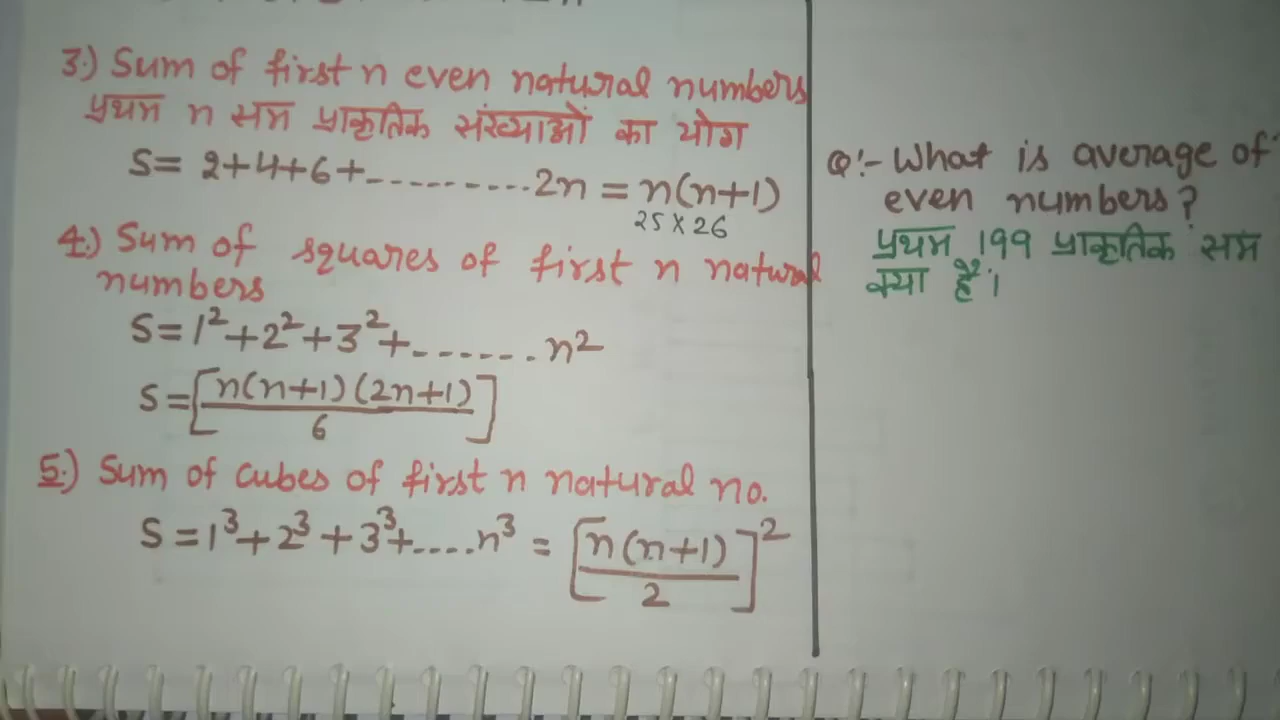 3.) Sum of first n even natural numbers
प्रथम n सम प्राकृतिक संख्याओं का योग
S = 2+4+6+..........2n = n(n+1)
25 × 26
4.) Sum of squares of first n natural
numbers
S = 1²+2²+3²+.......n²
S = [n(n+1)(2n+1)/6]
5.) Sum of cubes of first n natural no.
S = 1³+2³+3³+....n³ = [n(n+1)/2]²
Q:- What is average of
even numbers?
प्रथम 199 प्राकृतिक सम
क्या है।